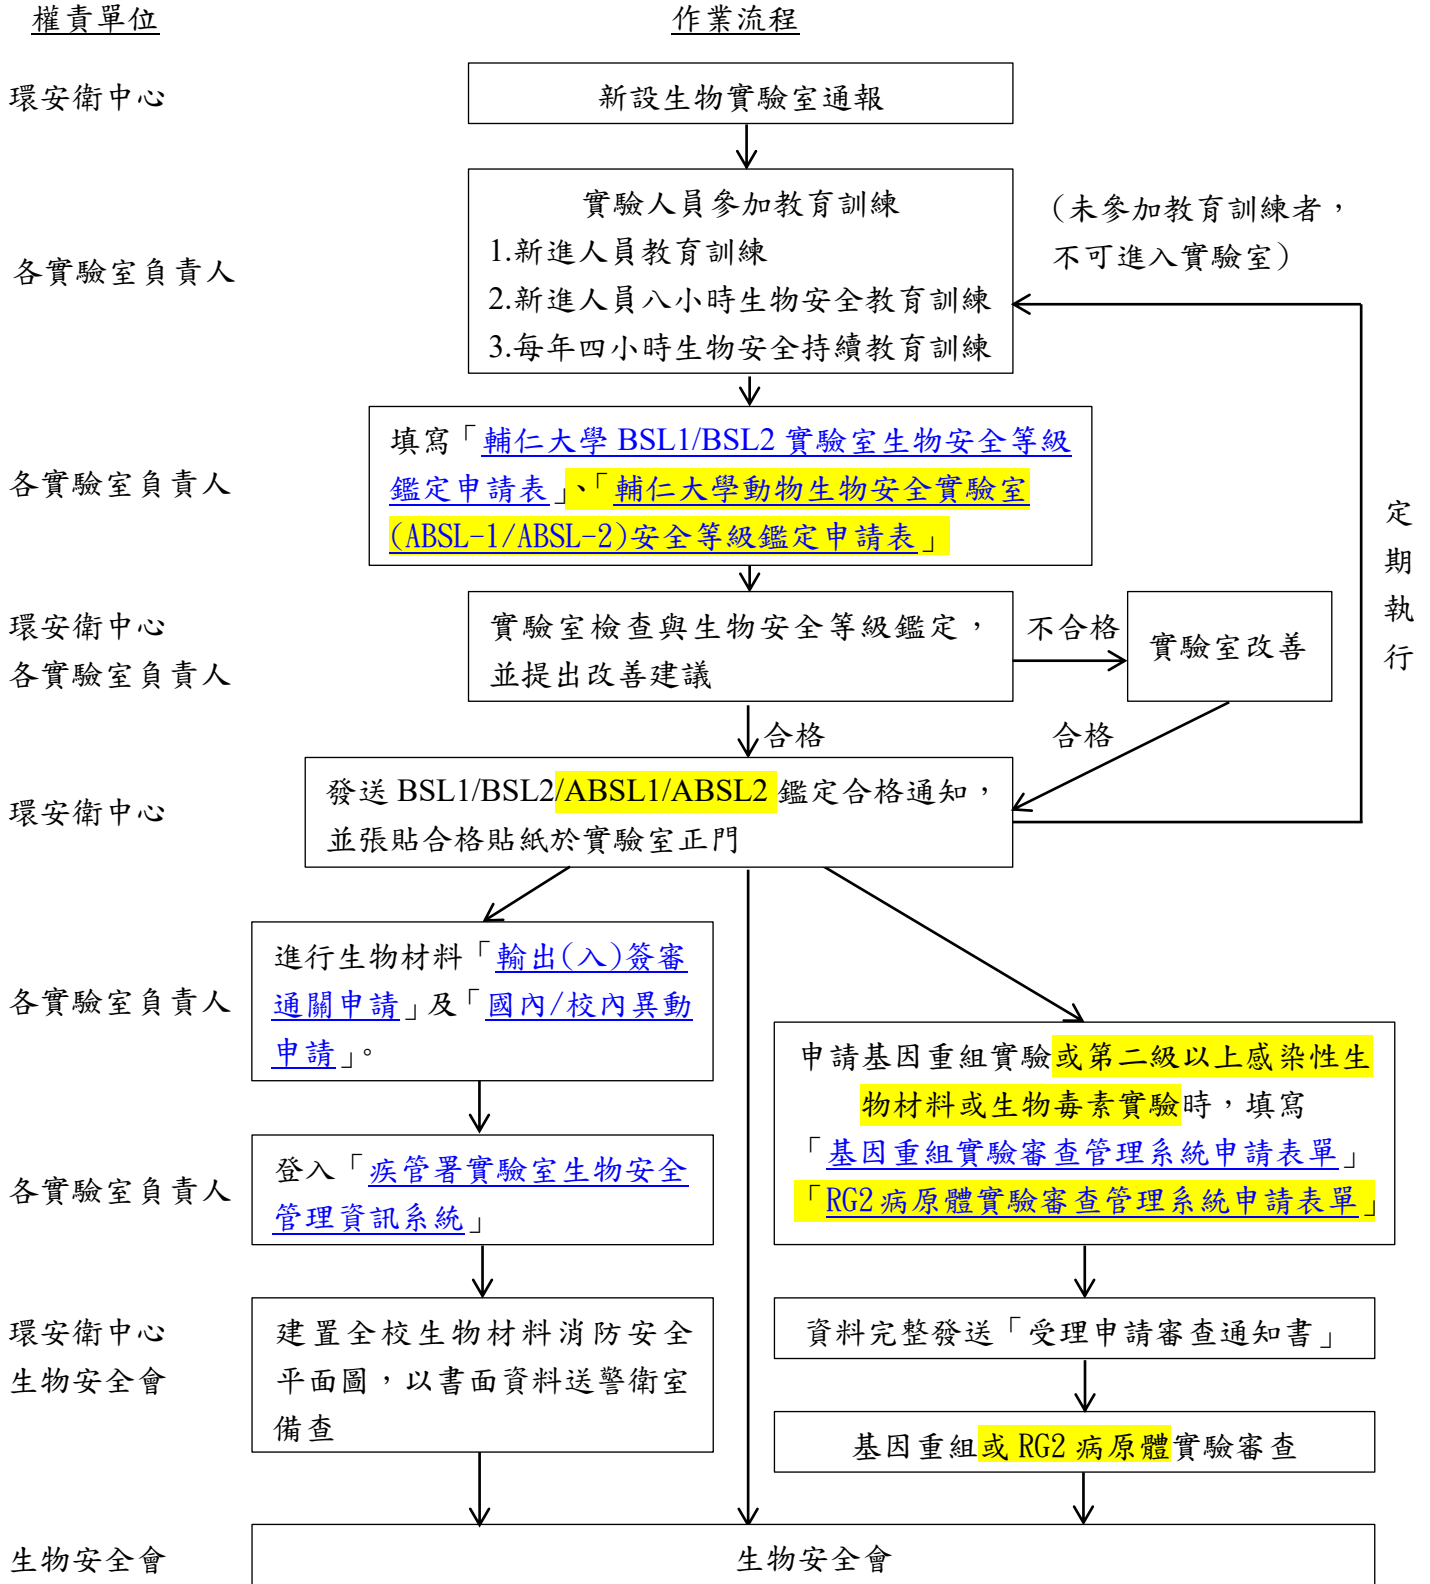 權責單位
作業流程
環安衛中心
新設生物實驗室通報
各實驗室負責人
實驗人員參加教育訓練
1.新進人員教育訓練
2.新進人員八小時生物安全教育訓練
3.每年四小時生物安全持續教育訓練
(未參加教育訓練者，
不可進入實驗室)
各實驗室負責人
填寫「輔仁大學 BSL1/BSL2 實驗室生物安全等級
鑑定申請表」、「輔仁大學動物生物安全實驗室
(ABSL-1/ABSL-2)安全等級鑑定申請表」
定
期
執
行
環安衛中心
各實驗室負責人
實驗室檢查與生物安全等級鑑定，
並提出改善建議
不合格
實驗室改善
合格
合格
環安衛中心
發送 BSL1/BSL2/ABSL1/ABSL2 鑑定合格通知，
並張貼合格貼紙於實驗室正門
各實驗室負責人
進行生物材料「輸出(入)簽審
通關申請」及「國內/校內異動
申請」。
申請基因重組實驗或第二級以上感染性生
物材料或生物毒素實驗時，填寫
「基因重組實驗審查管理系統申請表單」
「RG2 病原體實驗審查管理系統申請表單」
各實驗室負責人
登入「疾管署實驗室生物安全
管理資訊系統」
環安衛中心
生物安全會
建置全校生物材料消防安全
平面圖，以書面資料送警衛室
備查
資料完整發送「受理申請審查通知書」
基因重組或 RG2 病原體實驗審查
生物安全會
生物安全會